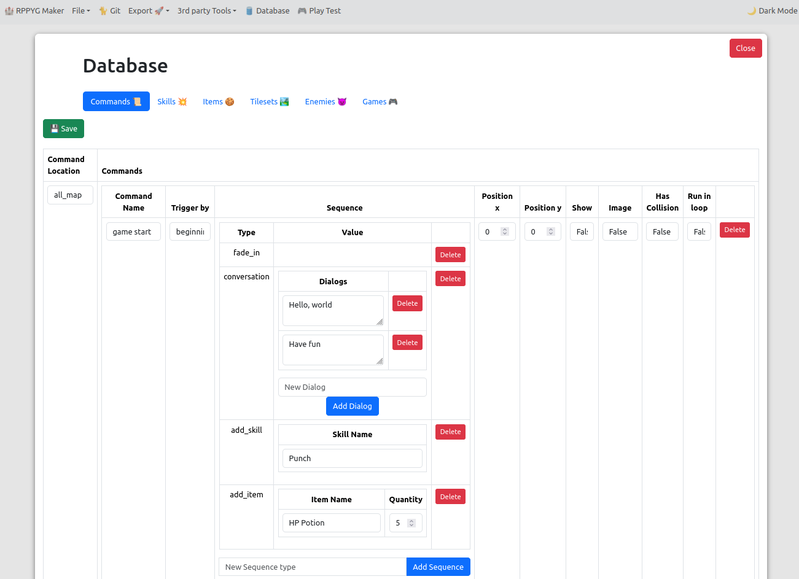 🏰 RPPYG Maker File Git Export 🚀 3rd party Tools Database 🎮 Play Test 🌙 Dark Mode
Close
Database
Commands 📜 Skills 💥 Items 🍪 Tilesets 🏞️ Enemies 😈 Games 🎮
💾 Save
Command Location Commands
all_map
Command Name Trigger by Sequence Position x Position y Show Image Has Collision Run in loop
game start beginni Type Value 0 0 Fal False False Fal Delete
fade_in Delete
conversation Dialogs Delete
Hello, world Delete
Have fun Delete
New Dialog
Add Dialog
add_skill Skill Name Delete
Punch
add_item Item Name Quantity Delete
HP Potion 5
New Sequence type Add Sequence